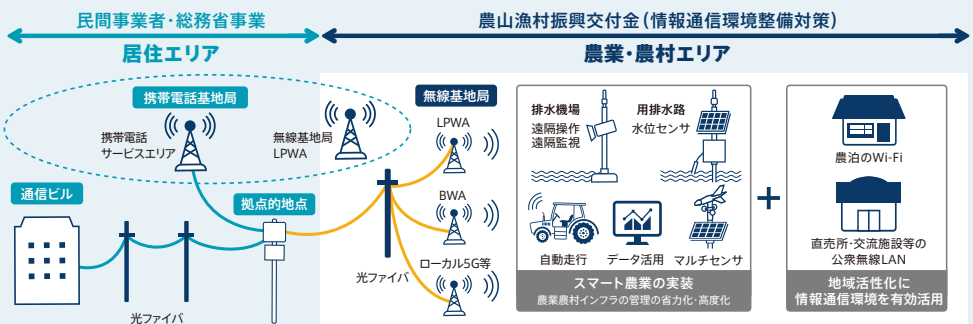 民間事業者・総務省事業
農山漁村振興交付金（情報通信環境整備対策）
居住エリア
農業・農村エリア
携帯電話基地局
携帯電話
サービスエリア
無線基地局
LPWA
通信ビル
拠点的地点
光ファイバ
光ファイバ
無線基地局
LPWA
BWA
ローカル5G等
排水機場
遠隔操作
遠隔監視
用排水路
水位センサ
自動走行
データ活用
マルチセンサ
スマート農業の実装
農業農村インフラの管理の省力化・高度化
＋
農泊のWi-Fi
直売所・交流施設等の
公衆無線LAN
地域活性化に
情報通信環境を有効活用